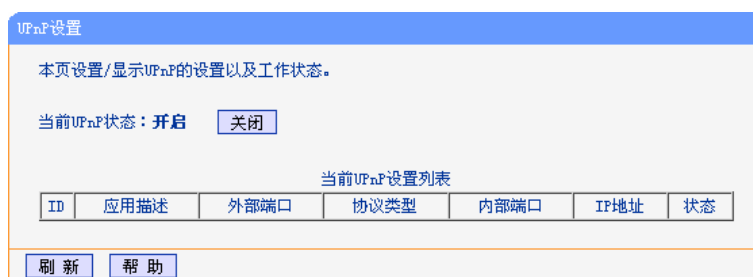 UPnP设置
本页设置/显示UPnP的设置以及工作状态。
当前UPnP状态：开启 关闭
当前UPnP设置列表
ID 应用描述 外部端口 协议类型 内部端口 IP地址 状态
刷 新 帮 助